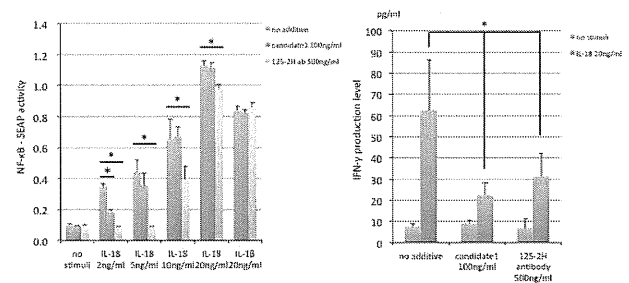 NF-κB - SEAP activity
1.4
1.2
1.0
0.8
0.6
0.4
0.2
0.0
* * * * *
no additive
candidate1 100ng/ml
125-2H ab 500ng/ml
no stimuli
IL-18 2ng/ml
IL-18 5ng/ml
IL-18 10ng/ml
IL-18 20ng/ml
IL-1β 20ng/ml
pg/ml
IFN-γ production level
100
90
80
70
60
50
40
30
20
10
0
*
no stimuli
IL-18 20ng/ml
no additive
candidate1
100ng/ml
125-2H
antibody
500ng/ml